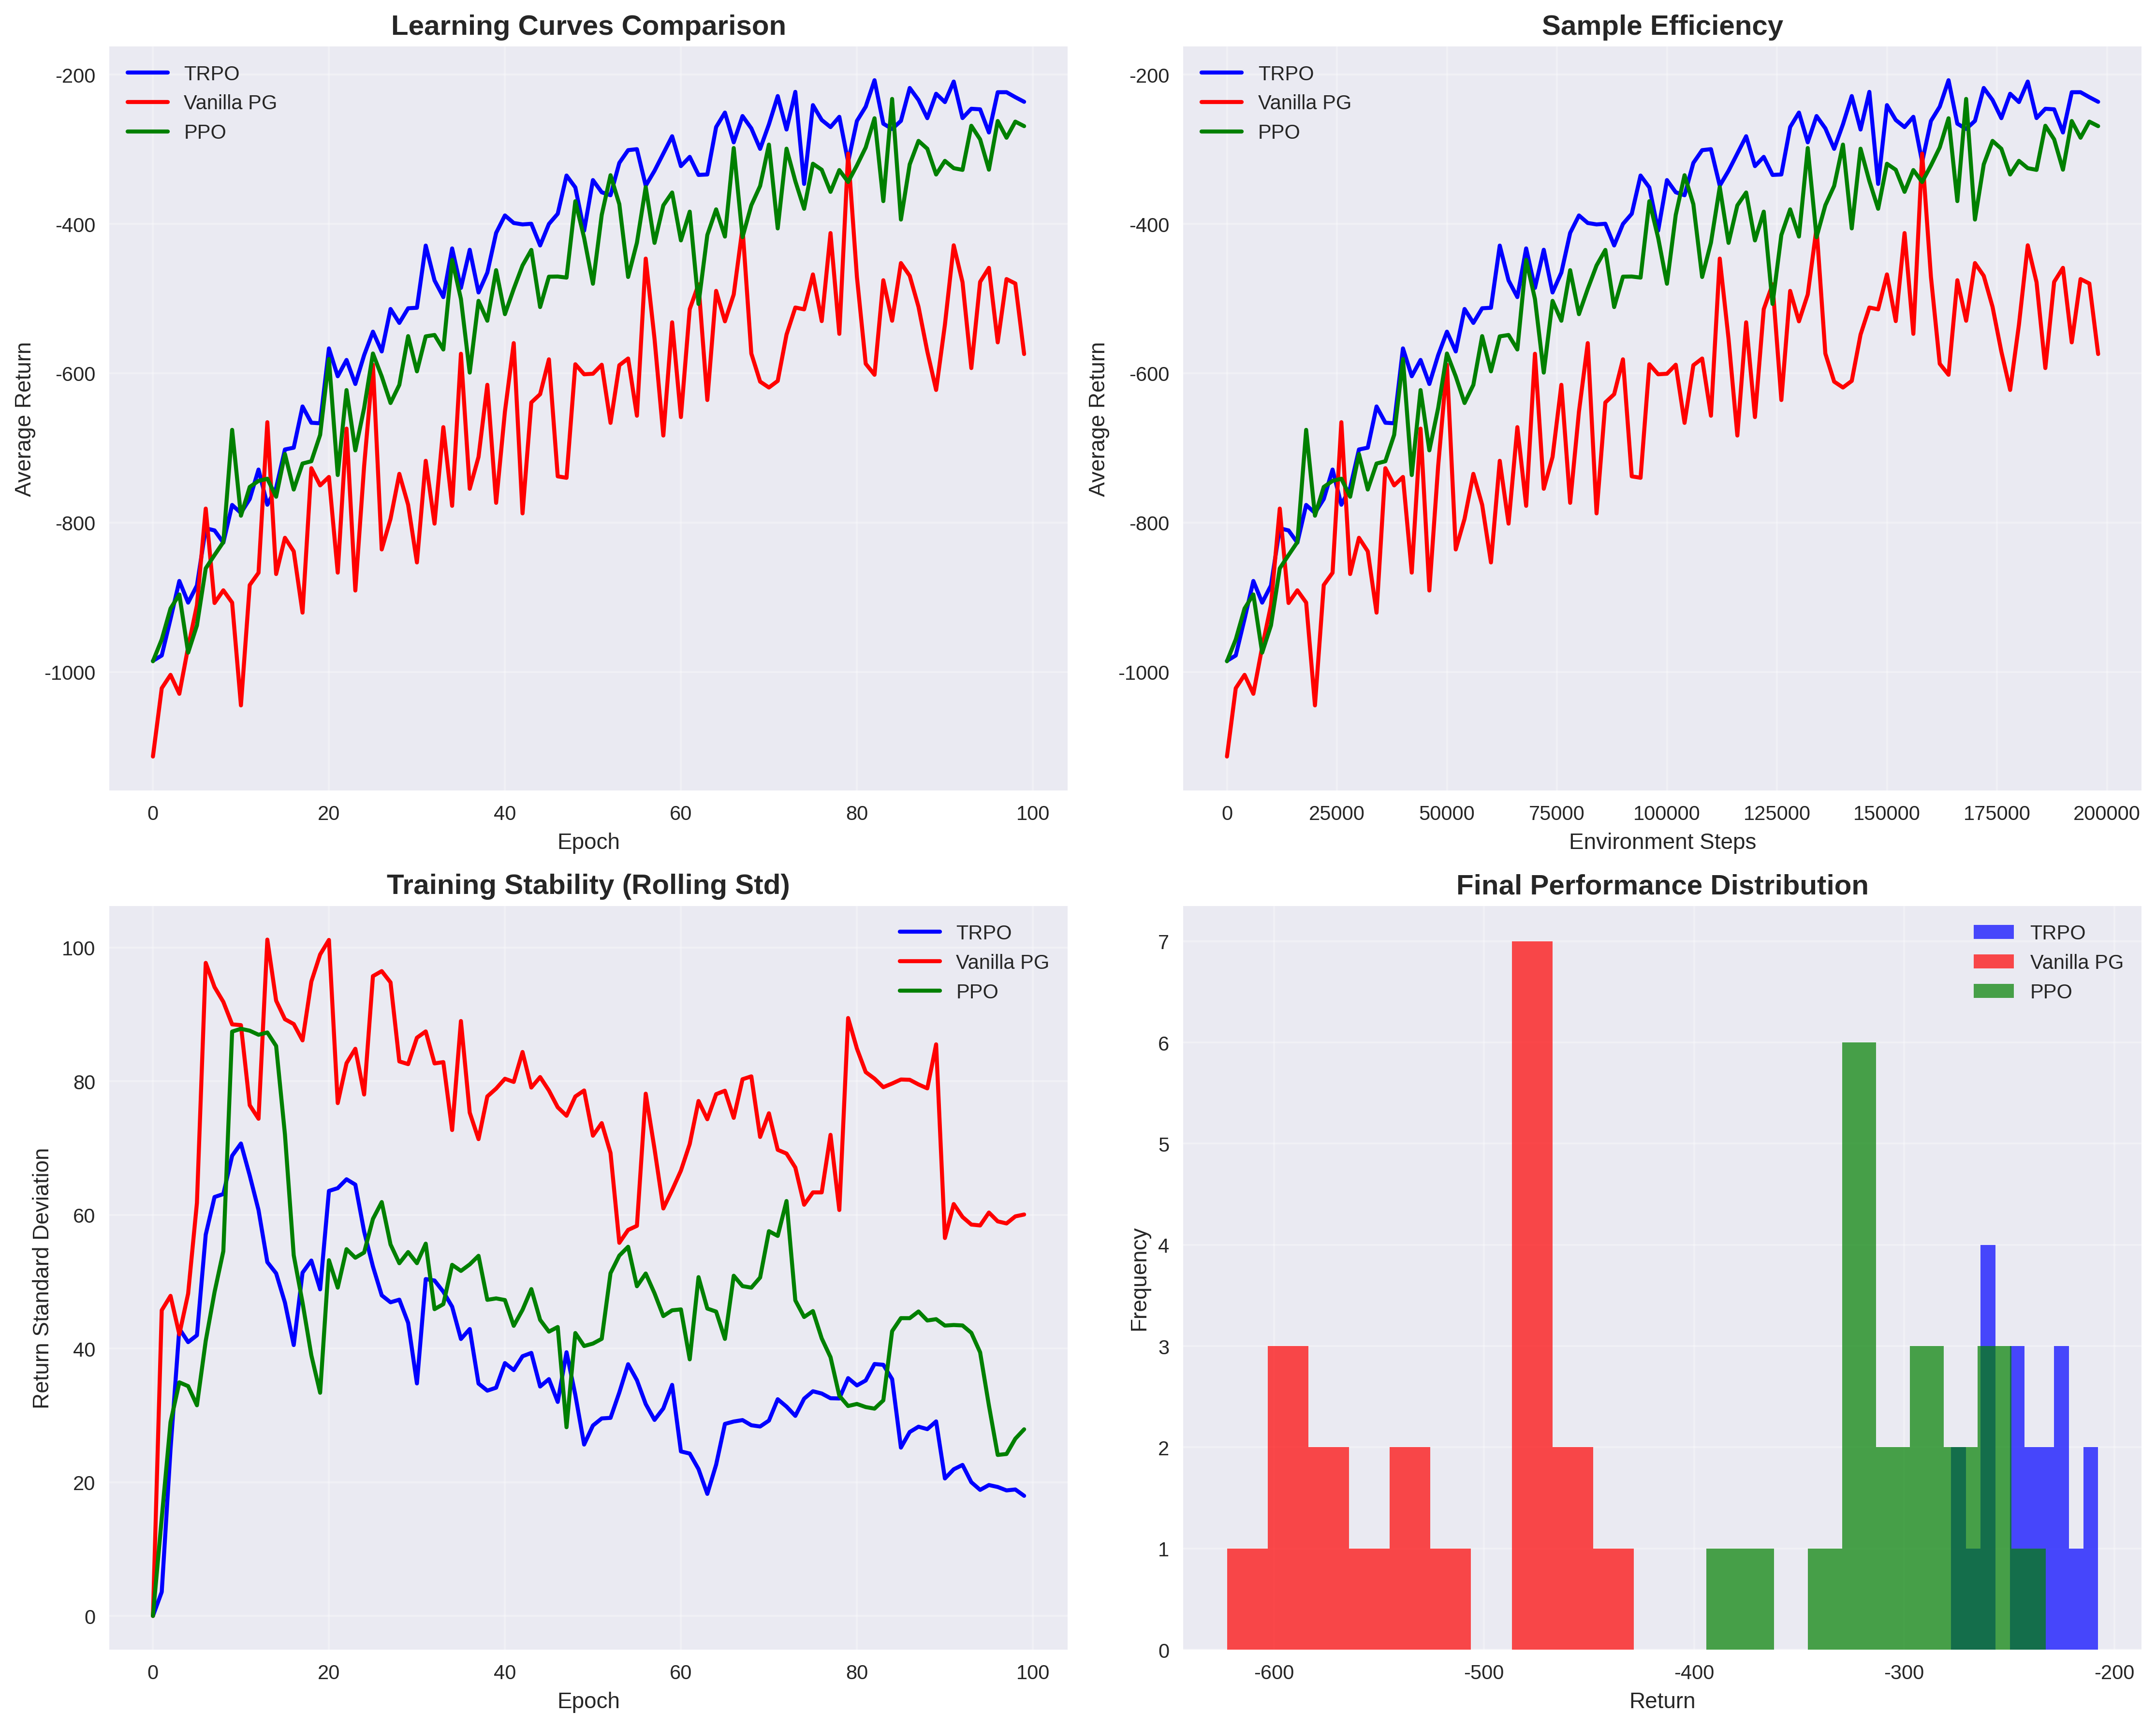 Learning Curves Comparison
TRPO
Vanilla PG
PPO
-200
-400
-600
-800
-1000
Average Return
0 20 40 60 80 100
Epoch
Sample Efficiency
TRPO
Vanilla PG
PPO
-200
-400
-600
-800
-1000
Average Return
0 25000 50000 75000 100000 125000 150000 175000 200000
Environment Steps
Training Stability (Rolling Std)
TRPO
Vanilla PG
PPO
100
80
60
40
20
0
Return Standard Deviation
0 20 40 60 80 100
Epoch
Final Performance Distribution
TRPO
Vanilla PG
PPO
7
6
5
4
3
2
1
0
Frequency
-600 -500 -400 -300 -200
Return